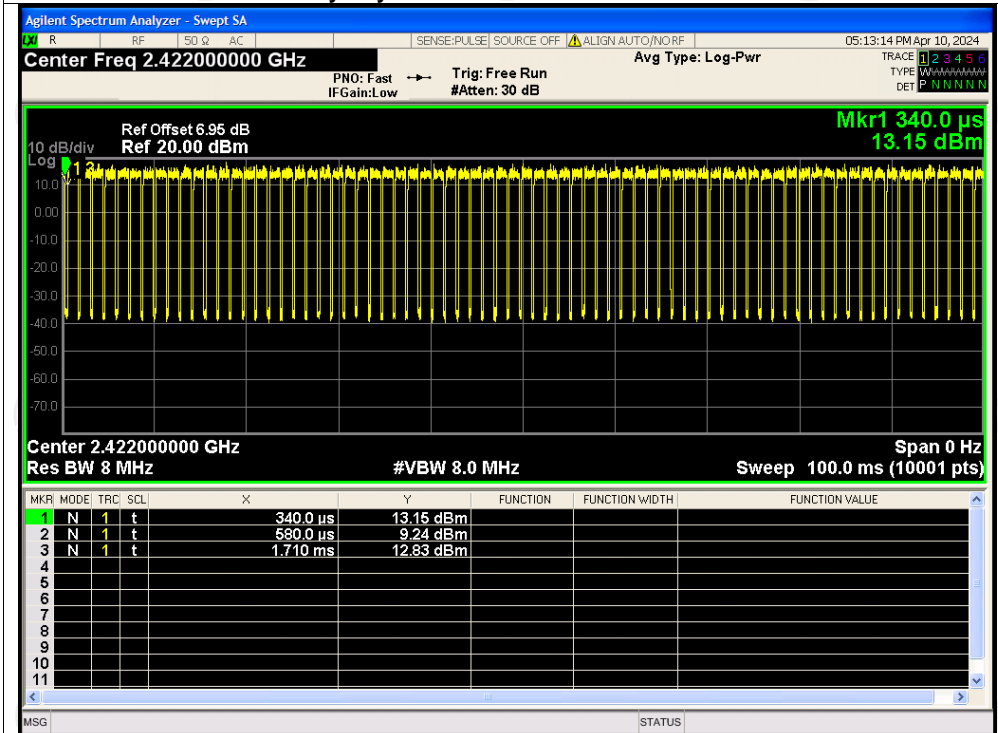 Agilent Spectrum Analyzer - Swept SA
LXI R RF 50 Ω AC SENSE:PULSE SOURCE OFF ALIGN AUTO/NO RF 05:13:14 PM Apr 10, 2024
Center Freq 2.422000000 GHz Avg Type: Log-Pwr TRACE 1 2 3 4 5 6
PNO: Fast Trig: Free Run TYPE
IFGain:Low #Atten: 30 dB DET P N N N N N
Mkr1 340.0 µs
Ref Offset 6.95 dB
10 dB/div Ref 20.00 dBm 13.15 dBm
Log
1 3
10.0
0.00
-10.0
-20.0
-30.0
-40.0
-50.0
-60.0
-70.0
Center 2.422000000 GHz Span 0 Hz
Res BW 8 MHz #VBW 8.0 MHz Sweep 100.0 ms (10001 pts)
MKR MODE TRC SCL X Y FUNCTION FUNCTION WIDTH FUNCTION VALUE
1 N 1 t 340.0 µs 13.15 dBm
2 N 1 t 580.0 µs 9.24 dBm
3 N 1 t 1.710 ms 12.83 dBm
4
5
6
7
8
9
10
11
MSG STATUS